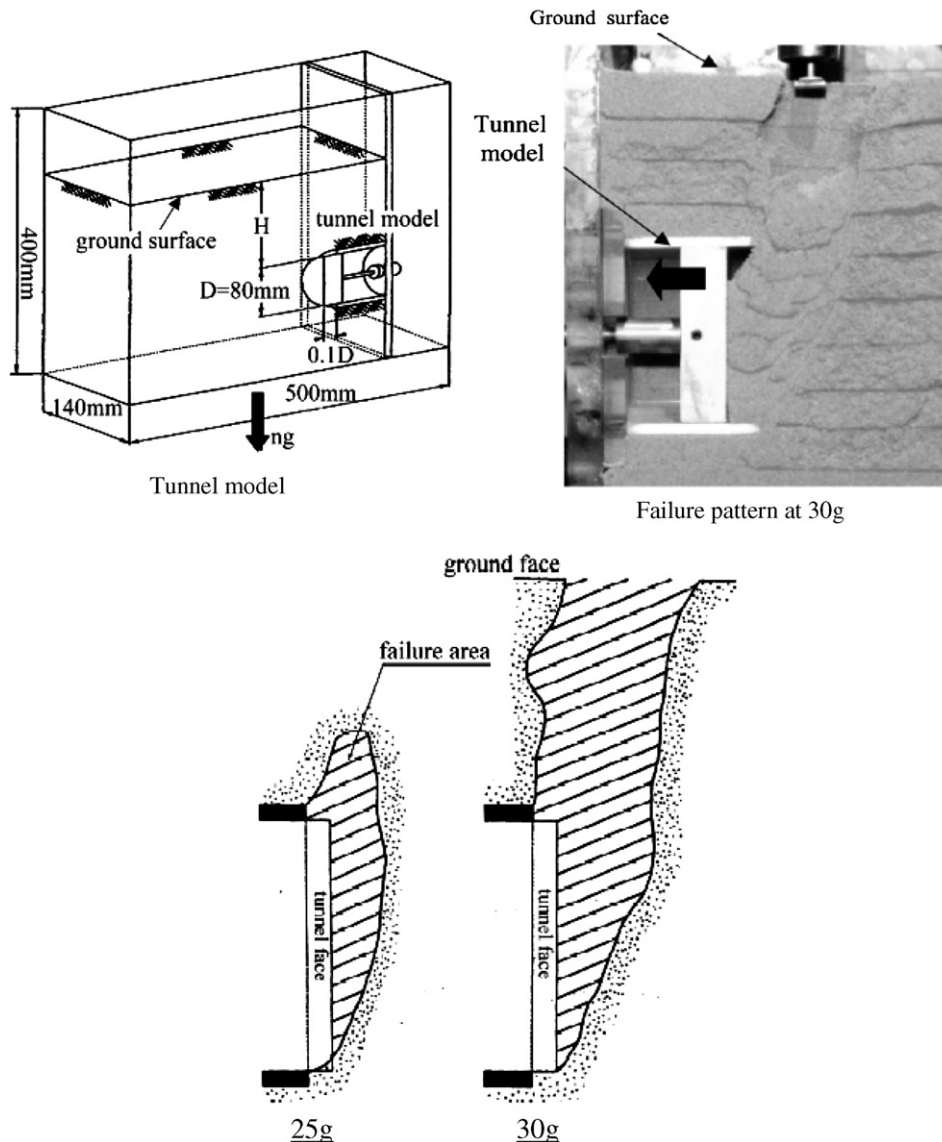 400mm
ground surface
H
tunnel model
D=80mm
0.1D
140mm
500mm
ng
Tunnel model
Ground surface
Tunnel
model
Failure pattern at 30g
ground face
failure area
tunnel face
tunnel face
25g
30g